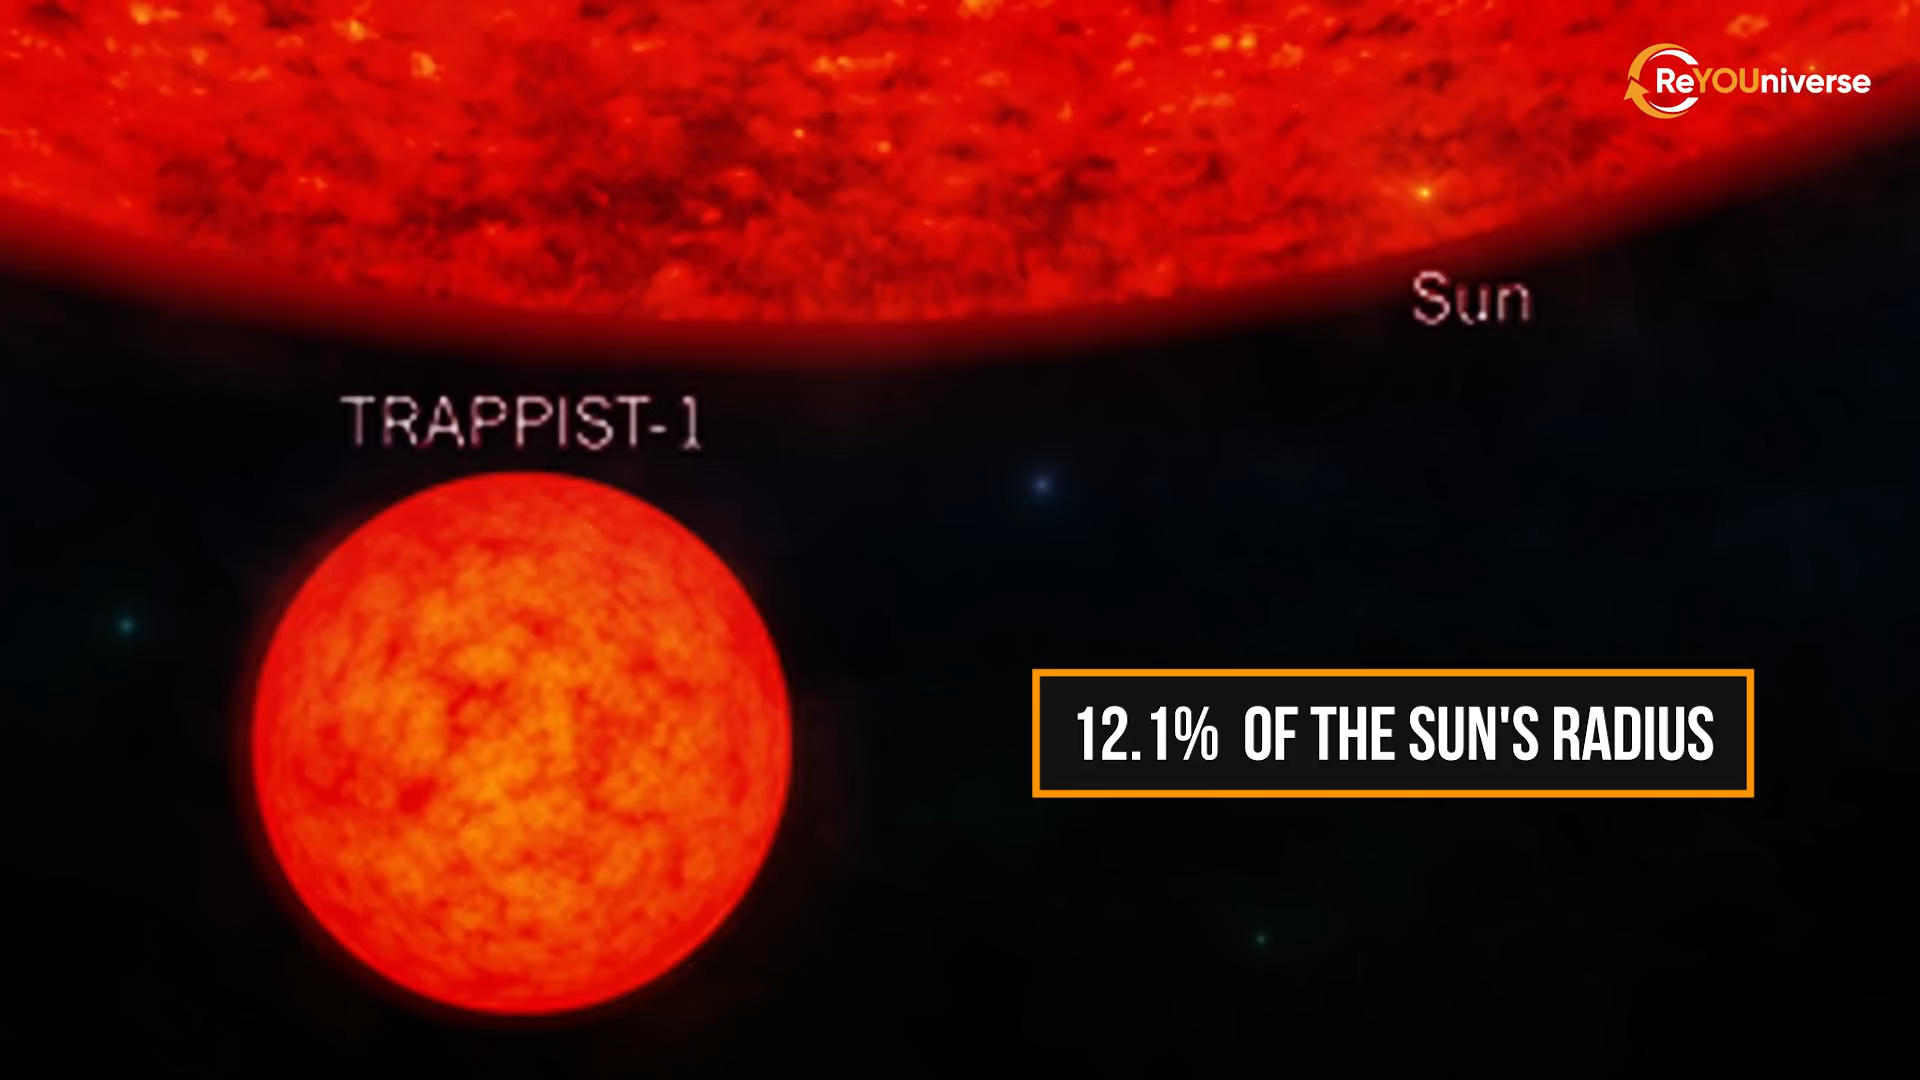 ReYOUniverse
Sun
TRAPPIST-1
12.1% OF THE SUN'S RADIUS